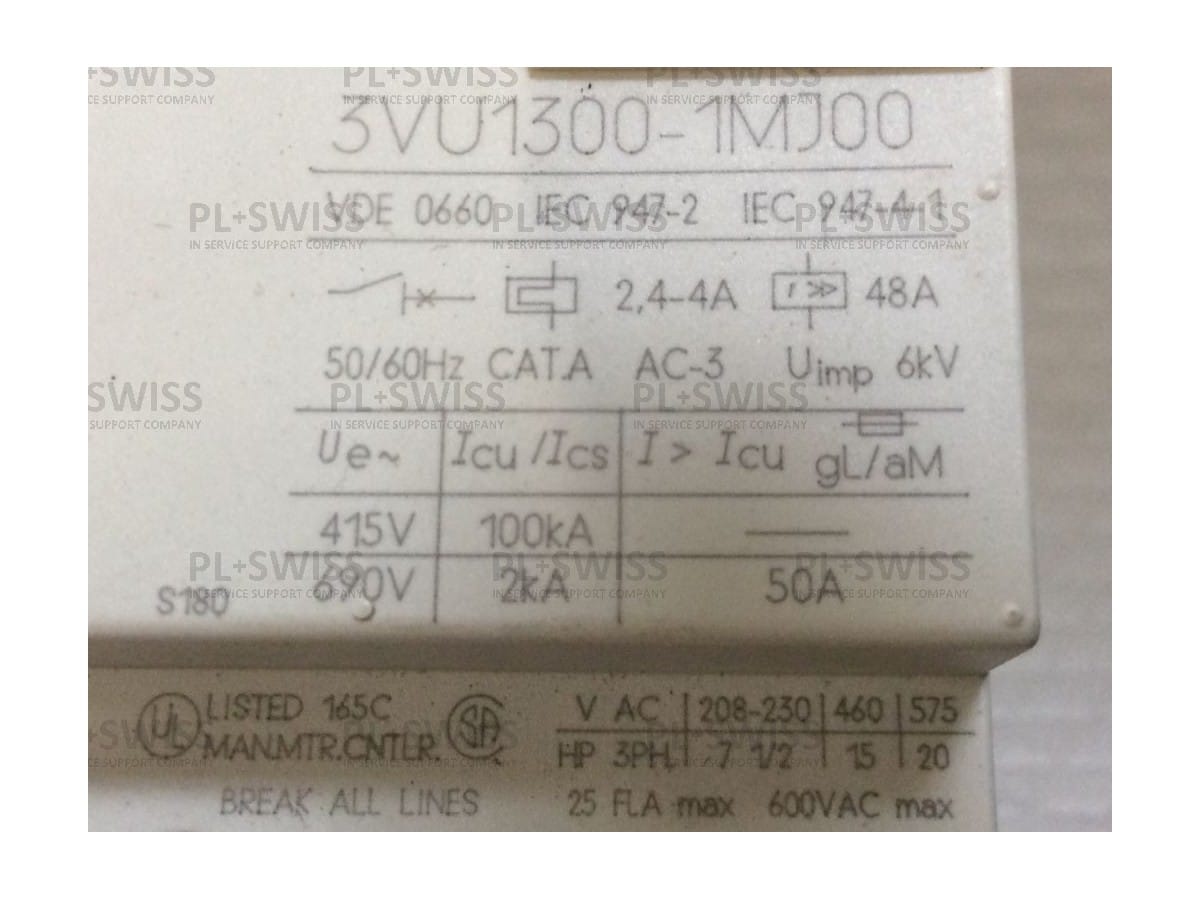 3VU1300-1MJ00
VDE 0660 IEC 947-2 IEC 947-4-1
2,4-4A I >> 48A
50/60Hz CAT.A AC-3 Uimp 6kV
Ue~ Icu/Ics I > Icu gL/aM
415V 100kA
690V 2kA 50A
S180
UL LISTED 165C SA V AC 208-230 460 575
MAN.MTR.CNTLR. HP 3PH. 7 1/2 15 20
BREAK ALL LINES 25 FLA max 600VAC max
PL+SWISS
IN SERVICE SUPPORT COMPANY